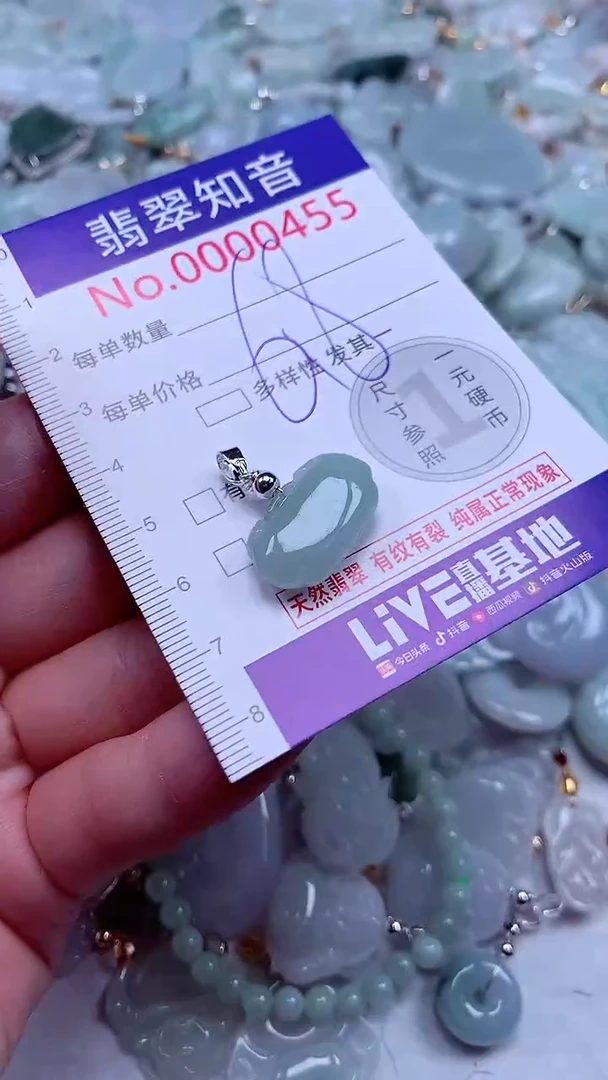 翡翠知音
No.0000455
1
2 每单数量
3 每单价格
多样性 发其一
4
5 有
6
7
8
一元硬币
1
尺寸参照
天然翡翠 有纹有裂 纯属正常现象
LiVE直播基地
今日头条 抖音 西瓜视频 抖音火山版